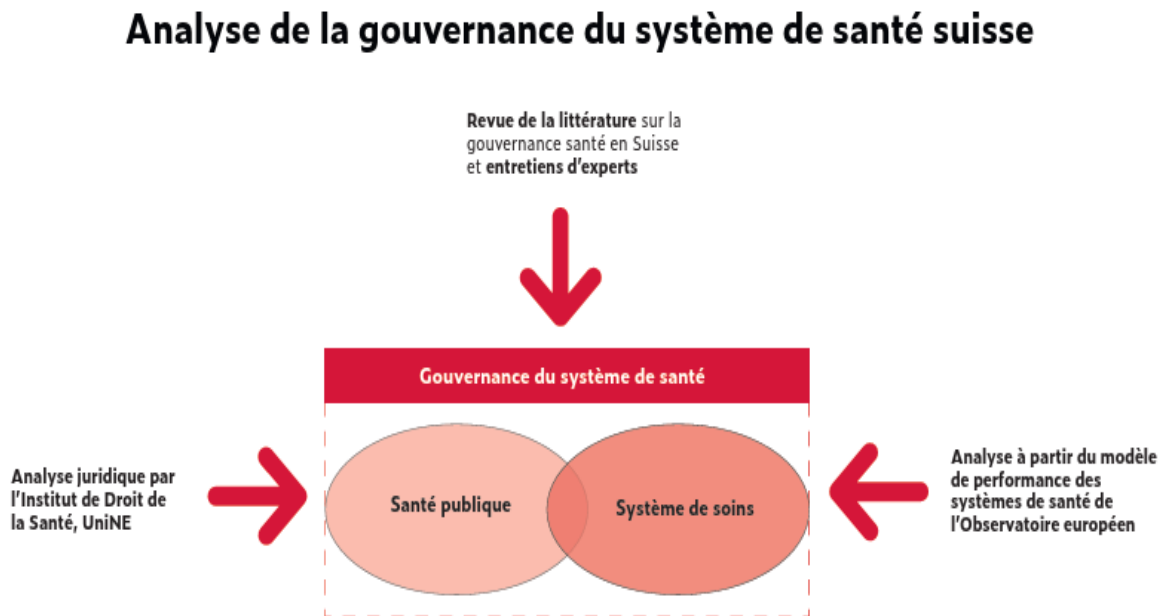 Analyse de la gouvernance du système de santé suisse
Revue de la littérature sur la
gouvernance santé en Suisse
et entretiens d'experts
Gouvernance du système de santé
Analyse juridique par
l'Institut de Droit de
la Santé, UniNE
Santé publique
Système de soins
Analyse à partir du modèle
de performance des
systèmes de santé de
l'Observatoire européen